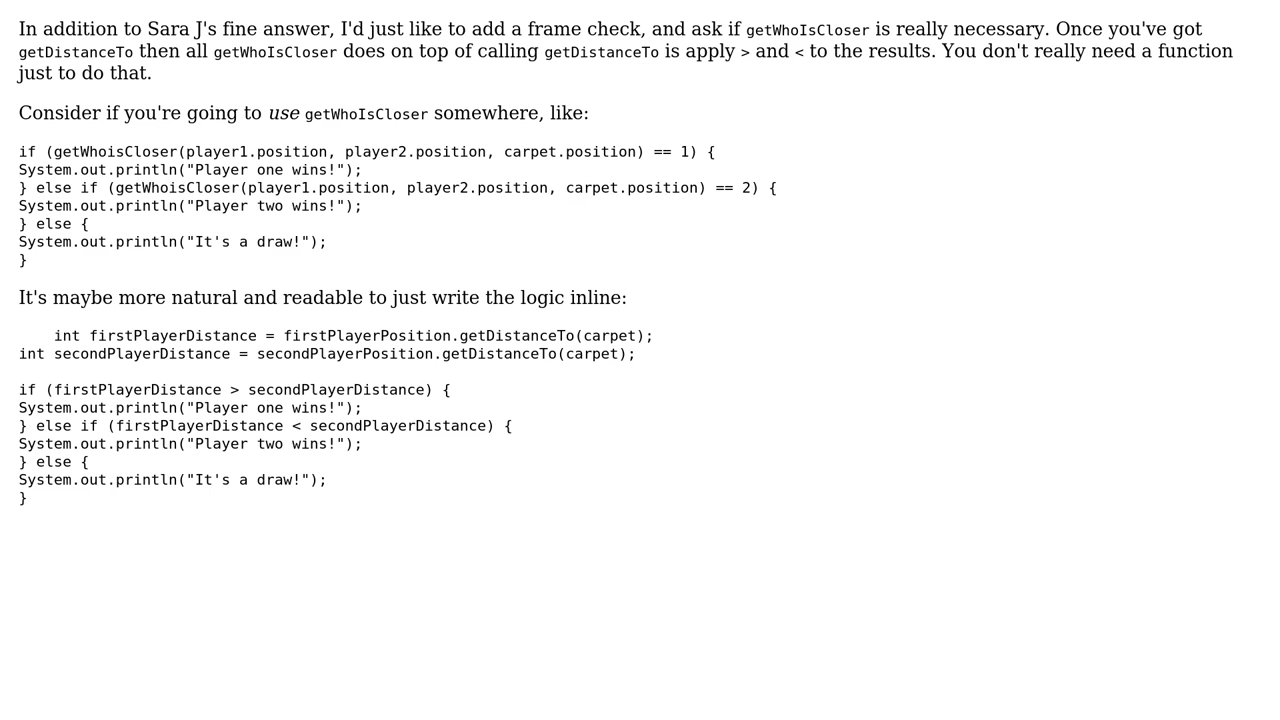 In addition to Sara J's fine answer, I'd just like to add a frame check, and ask if getWhoIsCloser is really necessary. Once you've got
getDistanceTo then all getWhoIsCloser does on top of calling getDistanceTo is apply > and < to the results. You don't really need a function
just to do that.
Consider if you're going to use getWhoIsCloser somewhere, like:
if (getWhoisCloser(player1.position, player2.position, carpet.position) == 1) {
System.out.println("Player one wins!");
} else if (getWhoisCloser(player1.position, player2.position, carpet.position) == 2) {
System.out.println("Player two wins!");
} else {
System.out.println("It's a draw!");
}
It's maybe more natural and readable to just write the logic inline:
    int firstPlayerDistance = firstPlayerPosition.getDistanceTo(carpet);
int secondPlayerDistance = secondPlayerPosition.getDistanceTo(carpet);
if (firstPlayerDistance > secondPlayerDistance) {
System.out.println("Player one wins!");
} else if (firstPlayerDistance < secondPlayerDistance) {
System.out.println("Player two wins!");
} else {
System.out.println("It's a draw!");
}